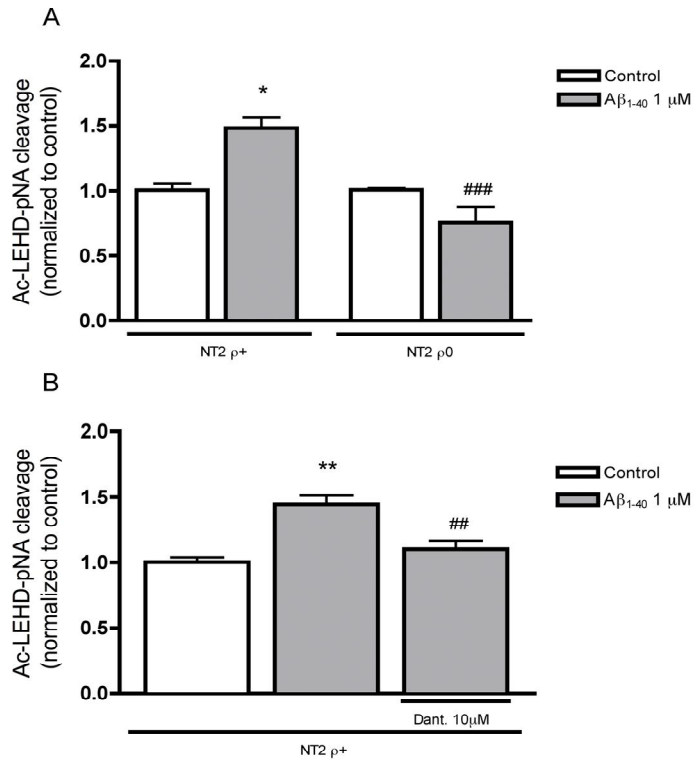 A
Ac-LEHD-pNA cleavage
(normalized to control)
2.0
1.5
1.0
0.5
0.0
*
###
NT2 ρ+
NT2 ρ0
Control
Aβ1-40 1 μM
B
Ac-LEHD-pNA cleavage
(normalized to control)
2.0
1.5
1.0
0.5
0.0
**
##
Dant. 10μM
NT2 ρ+
Control
Aβ1-40 1 μM